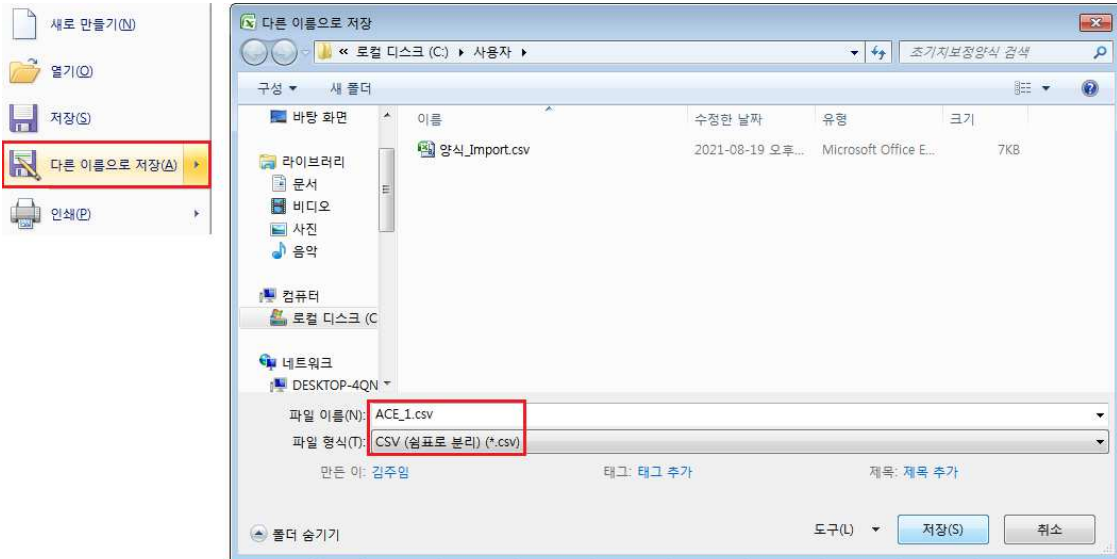 새로 만들기(N)
열기(O)
저장(S)
다른 이름으로 저장(A)
인쇄(P)
다른 이름으로 저장
« 로컬 디스크 (C:) ▸ 사용자 ▸
초기치보정양식 검색
구성 새 폴더
이름 수정한 날짜 유형 크기
양식_Import.csv 2021-08-19 오후... Microsoft Office E... 7KB
바탕 화면
라이브러리
문서
비디오
사진
음악
컴퓨터
로컬 디스크 (C
네트워크
DESKTOP-4QN
파일 이름(N): ACE_1.csv
파일 형식(T): CSV (쉼표로 분리) (*.csv)
만든 이: 김주임 태그: 태그 추가 제목: 제목 추가
폴더 숨기기 도구(L) 저장(S) 취소